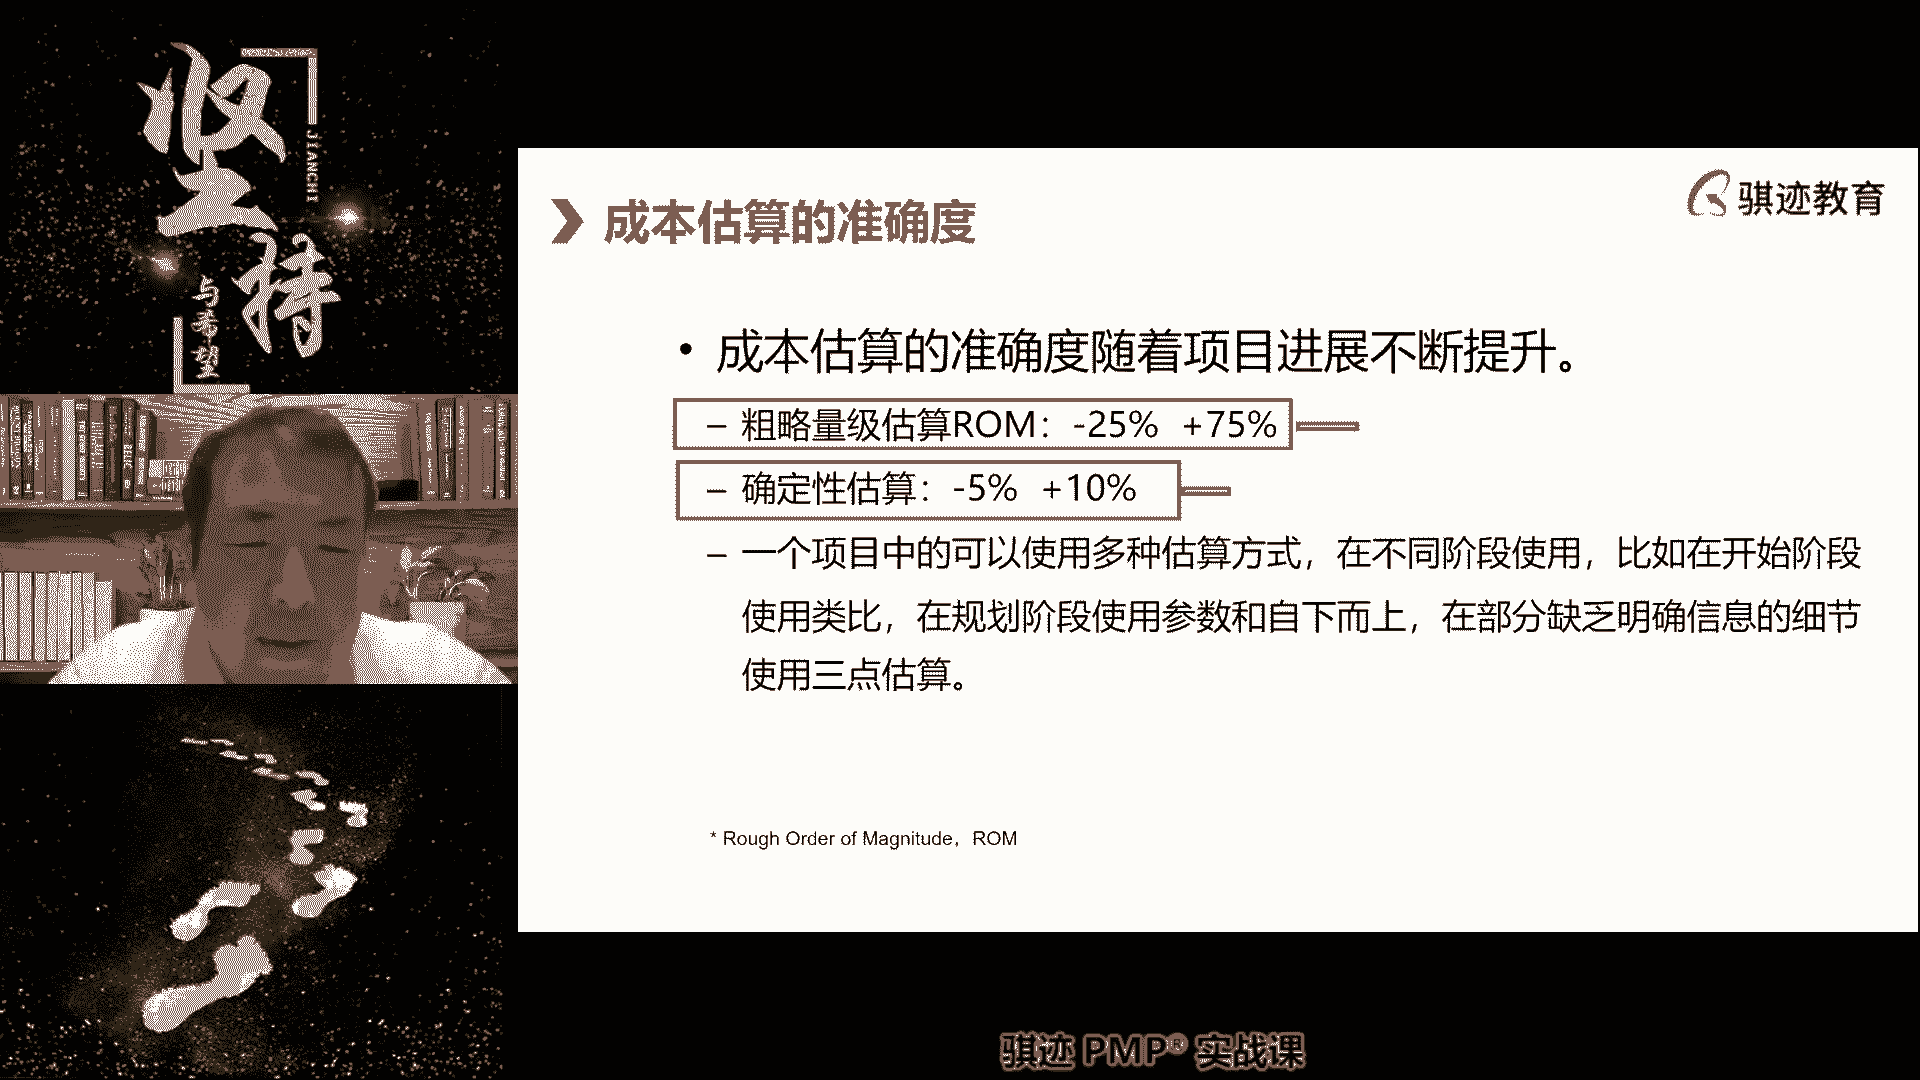 坚持
JIANCHI
与希望
骐迹教育
成本估算的准确度
• 成本估算的准确度随着项目进展不断提升。
– 粗略量级估算ROM：-25% +75%
– 确定性估算：-5% +10%
– 一个项目中的可以使用多种估算方式，在不同阶段使用，比如在开始阶段
使用类比，在规划阶段使用参数和自下而上，在部分缺乏明确信息的细节
使用三点估算。
* Rough Order of Magnitude，ROM
骐迹 PMP® 实战课